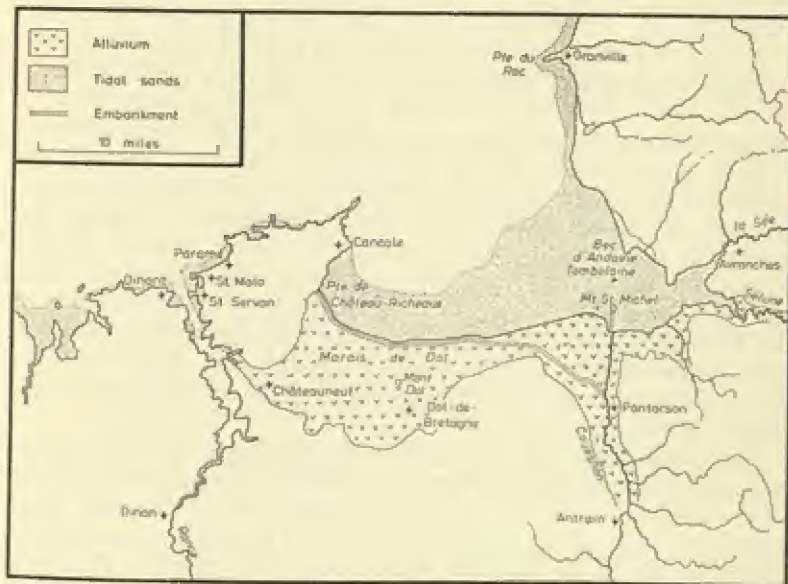 Alluvium
Tidal sands
Embankment
10 miles
Pte du
Roc
Granville
la Sée
Avranches
Sélune
Bec
d'Andaine
Tombelaine
Mt. St. Michel
Cancale
Paramé
Dinard
St. Malo
St. Servan
Pte de
Château-Richeux
Marais de Dol
Mont
Dol
Châteauneuf
Dol-de-
Bretagne
Pontorson
Couesnon
Antrain
Dinan